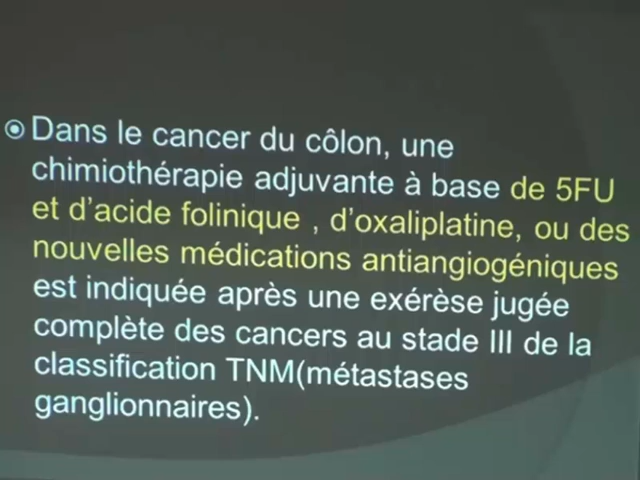 Dans le cancer du côlon, une
chimiothérapie adjuvante à base de 5FU
et d'acide folinique , d'oxaliplatine, ou des
nouvelles médications antiangiogéniques
est indiquée après une exérèse jugée
complète des cancers au stade III de la
classification TNM(métastases
ganglionnaires).